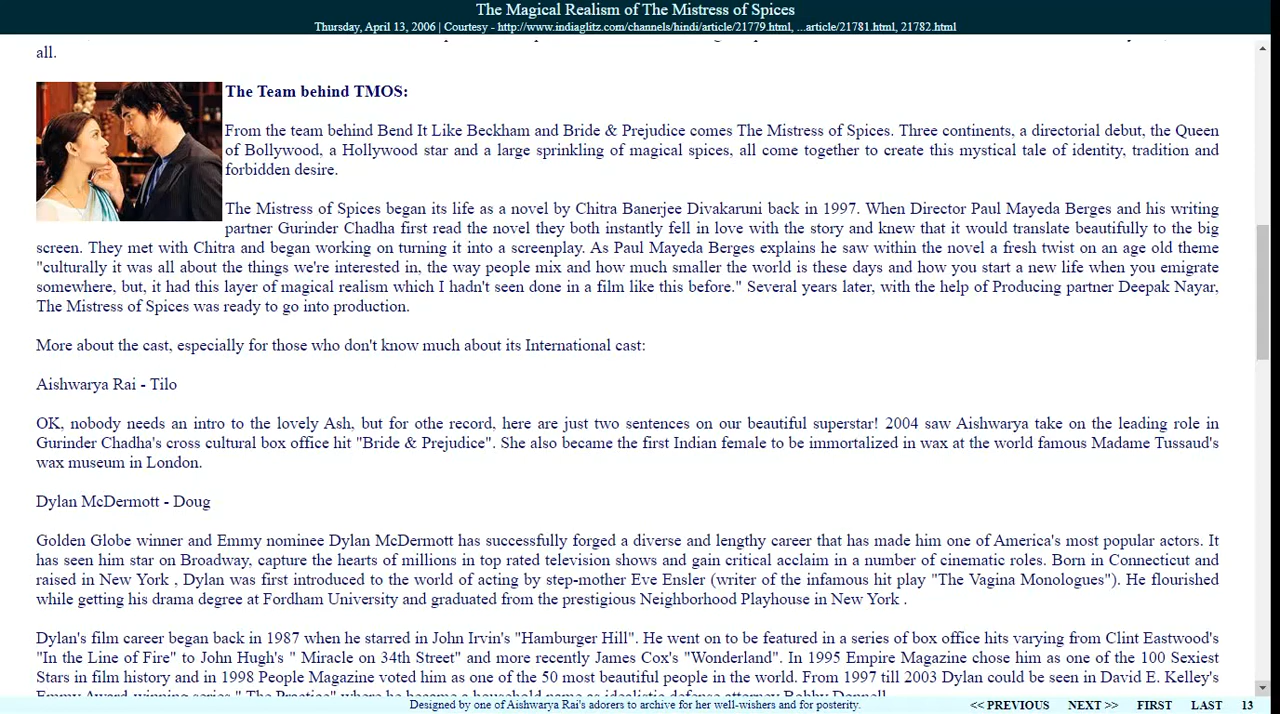 The Magical Realism of The Mistress of Spices
Thursday, April 13, 2006 | Courtesy - http://www.indiaglitz.com/channels/hindi/article/21779.html, ...article/21781.html, 21782.html
all.
The Team behind TMOS:
From the team behind Bend It Like Beckham and Bride & Prejudice comes The Mistress of Spices. Three continents, a directorial debut, the Queen
of Bollywood, a Hollywood star and a large sprinkling of magical spices, all come together to create this mystical tale of identity, tradition and
forbidden desire.
The Mistress of Spices began its life as a novel by Chitra Banerjee Divakaruni back in 1997. When Director Paul Mayeda Berges and his writing
partner Gurinder Chadha first read the novel they both instantly fell in love with the story and knew that it would translate beautifully to the big
screen. They met with Chitra and began working on turning it into a screenplay. As Paul Mayeda Berges explains he saw within the novel a fresh twist on an age old theme
"culturally it was all about the things we're interested in, the way people mix and how much smaller the world is these days and how you start a new life when you emigrate
somewhere, but, it had this layer of magical realism which I hadn't seen done in a film like this before." Several years later, with the help of Producing partner Deepak Nayar,
The Mistress of Spices was ready to go into production.
More about the cast, especially for those who don't know much about its International cast:
Aishwarya Rai - Tilo
OK, nobody needs an intro to the lovely Ash, but for othe record, here are just two sentences on our beautiful superstar! 2004 saw Aishwarya take on the leading role in
Gurinder Chadha's cross cultural box office hit "Bride & Prejudice". She also became the first Indian female to be immortalized in wax at the world famous Madame Tussaud's
wax museum in London.
Dylan McDermott - Doug
Golden Globe winner and Emmy nominee Dylan McDermott has successfully forged a diverse and lengthy career that has made him one of America's most popular actors. It
has seen him star on Broadway, capture the hearts of millions in top rated television shows and gain critical acclaim in a number of cinematic roles. Born in Connecticut and
raised in New York , Dylan was first introduced to the world of acting by step-mother Eve Ensler (writer of the infamous hit play "The Vagina Monologues"). He flourished
while getting his drama degree at Fordham University and graduated from the prestigious Neighborhood Playhouse in New York .
Dylan's film career began back in 1987 when he starred in John Irvin's "Hamburger Hill". He went on to be featured in a series of box office hits varying from Clint Eastwood's
"In the Line of Fire" to John Hugh's " Miracle on 34th Street" and more recently James Cox's "Wonderland". In 1995 Empire Magazine chose him as one of the 100 Sexiest
Stars in film history and in 1998 People Magazine voted him as one of the 50 most beautiful people in the world. From 1997 till 2003 Dylan could be seen in David E. Kelley's
Emmy Award-winning series " The Practice" where he became a household name as idealistic defense attorney Bobby Donnell.
Designed by one of Aishwarya Rai's adorers to archive for her well-wishers and for posterity. << PREVIOUS NEXT >> FIRST LAST 13